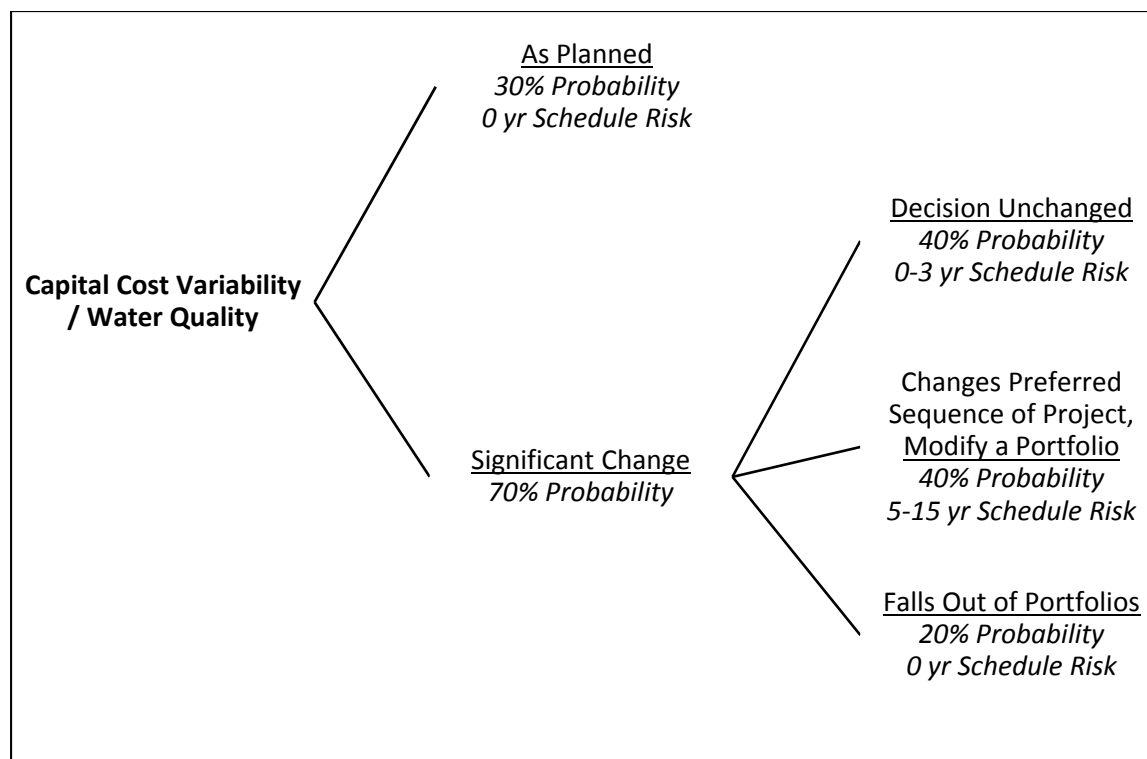 As Planned
30% Probability
0 yr Schedule Risk
Capital Cost Variability
/ Water Quality
Significant Change
70% Probability
Decision Unchanged
40% Probability
0-3 yr Schedule Risk
Changes Preferred
Sequence of Project,
Modify a Portfolio
40% Probability
5-15 yr Schedule Risk
Falls Out of Portfolios
20% Probability
0 yr Schedule Risk